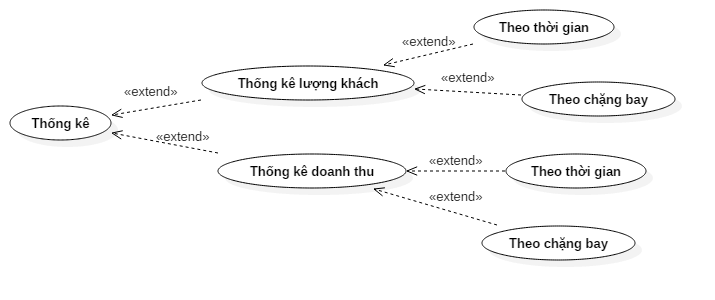 Theo thời gian
«extend»
Thống kê lượng khách
«extend»
«extend»
Theo chặng bay
Thống kê
«extend»
Thống kê doanh thu
«extend»
Theo thời gian
«extend»
Theo chặng bay